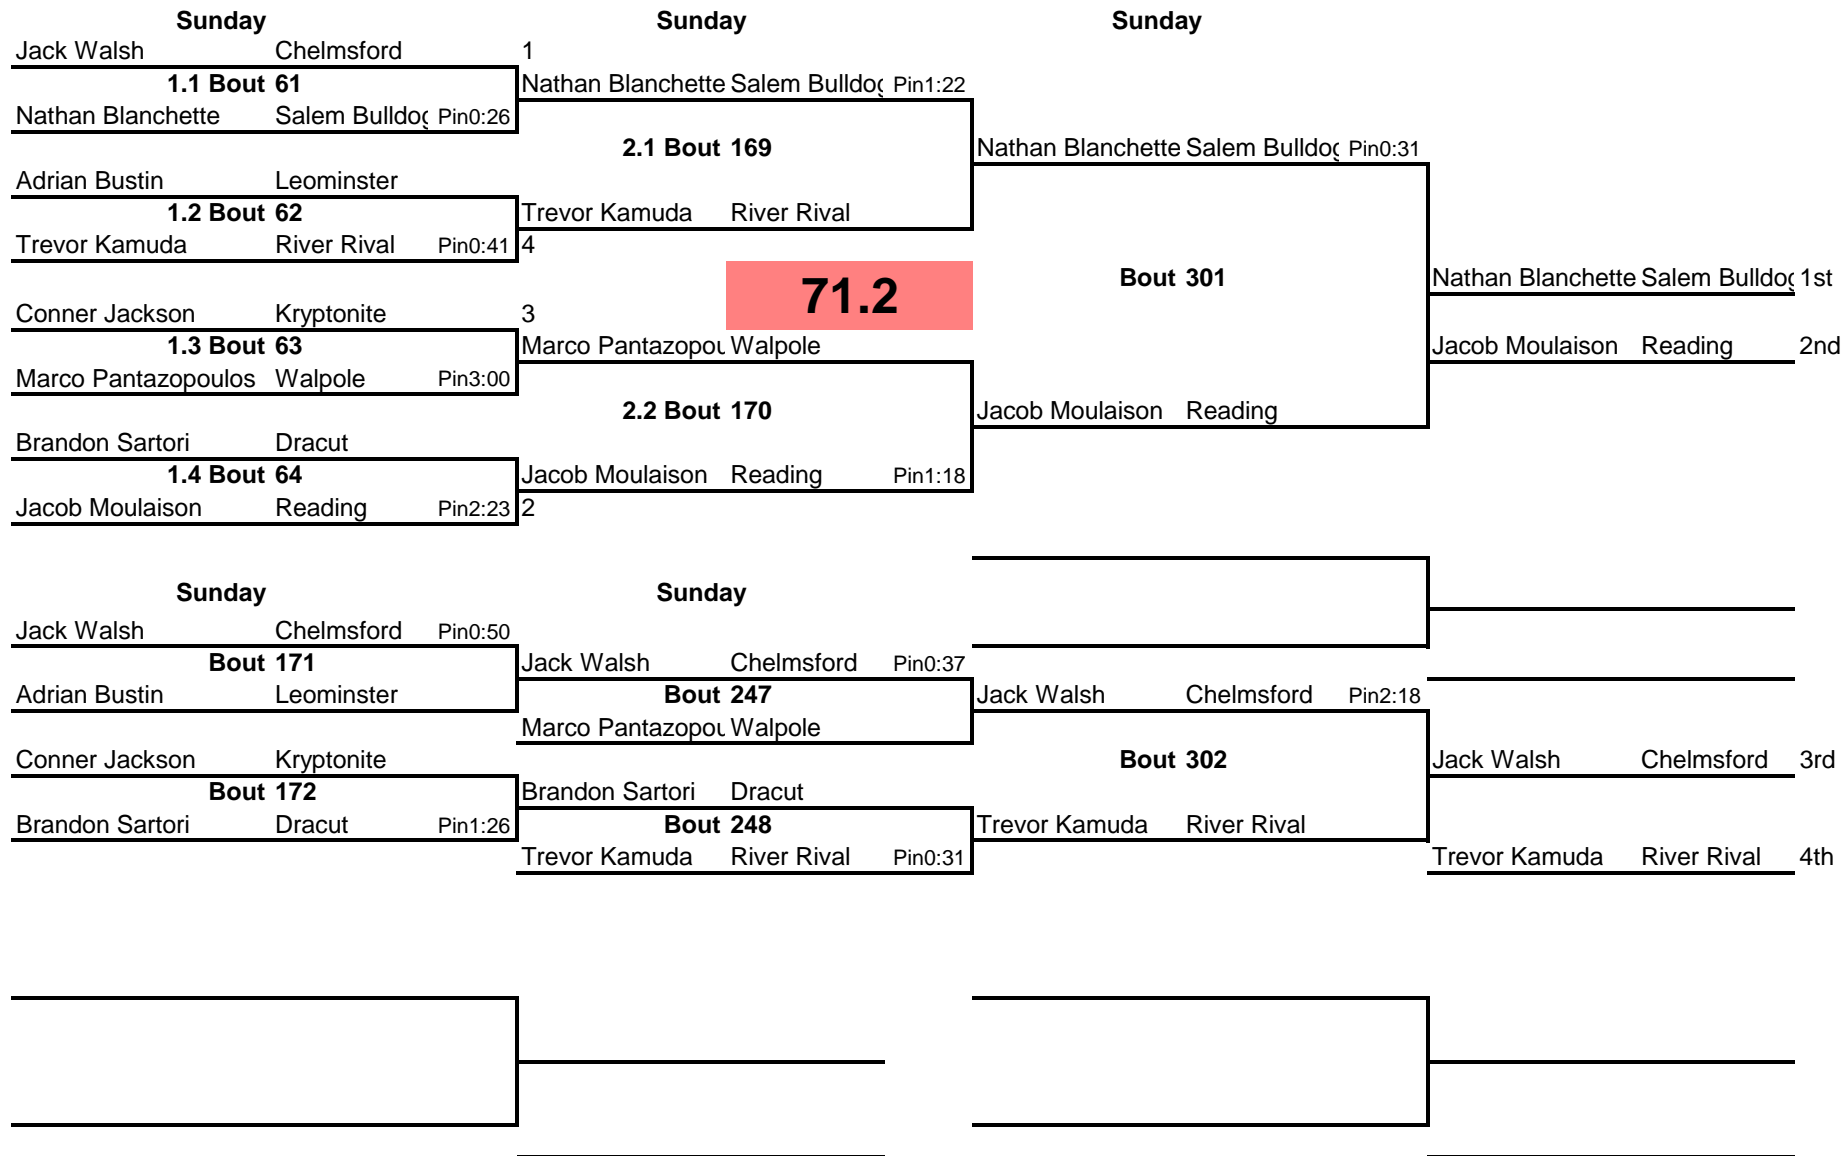 Sunday Sunday Sunday
Jack Walsh Chelmsford 1
1.1 Bout 61 Nathan Blanchette Salem Bulldog Pin1:22
Nathan Blanchette Salem Bulldog Pin0:26
2.1 Bout 169 Nathan Blanchette Salem Bulldog Pin0:31
Adrian Bustin Leominster
1.2 Bout 62 Trevor Kamuda River Rival
Trevor Kamuda River Rival Pin0:41 4
71.2 Bout 301 Nathan Blanchette Salem Bulldog 1st
Conner Jackson Kryptonite 3
1.3 Bout 63 Marco Pantazopou Walpole Jacob Moulaison Reading 2nd
Marco Pantazopoulos Walpole Pin3:00
2.2 Bout 170 Jacob Moulaison Reading
Brandon Sartori Dracut
1.4 Bout 64 Jacob Moulaison Reading Pin1:18
Jacob Moulaison Reading Pin2:23 2
Sunday Sunday
Jack Walsh Chelmsford Pin0:50
Bout 171 Jack Walsh Chelmsford Pin0:37
Adrian Bustin Leominster Bout 247 Jack Walsh Chelmsford Pin2:18
Marco Pantazopou Walpole
Conner Jackson Kryptonite Bout 302 Jack Walsh Chelmsford 3rd
Bout 172 Brandon Sartori Dracut
Brandon Sartori Dracut Pin1:26 Bout 248 Trevor Kamuda River Rival
Trevor Kamuda River Rival Pin0:31 Trevor Kamuda River Rival 4th